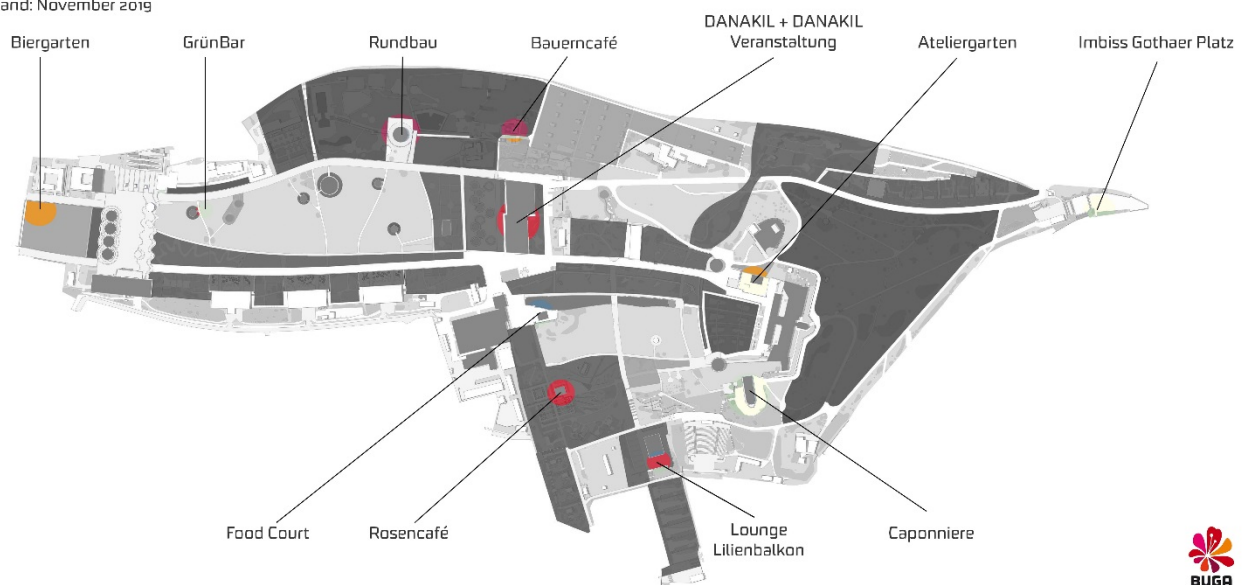 and: November 2019
DANAKIL + DANAKIL
Veranstaltung
Biergarten
GrünBar
Rundbau
Bauerncafé
Ateliergarten
Imbiss Gothaer Platz
Food Court
Rosencafé
Lounge
Lilienbalkon
Caponniere
BUGA